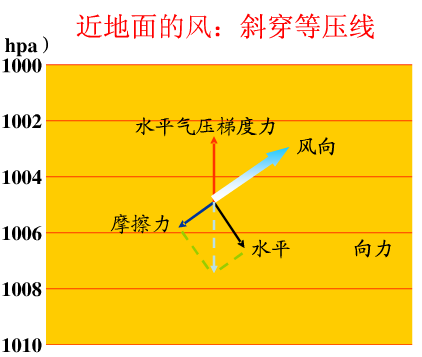 近地面的风：斜穿等压线
hpa）
1000
1002
水平气压梯度力
风向
1004
摩擦力
1006
水平 向力
1008
1010